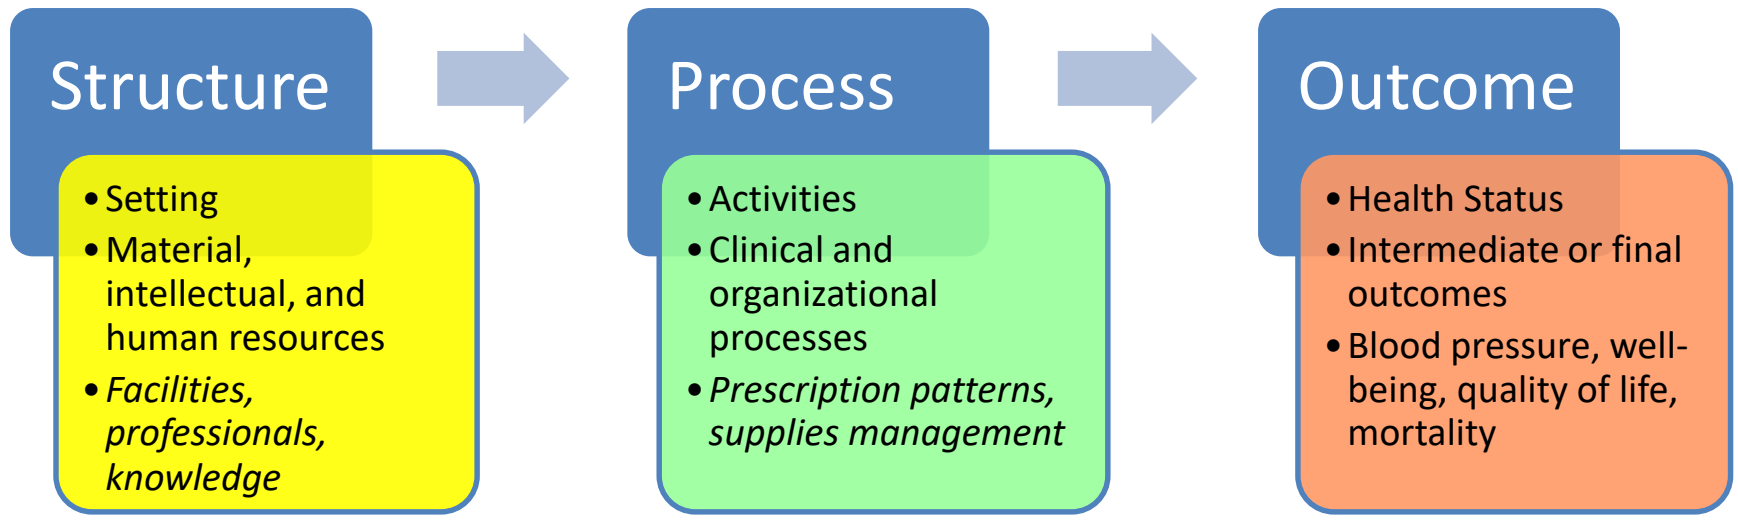 Structure
• Setting
• Material,
intellectual, and
human resources
• Facilities,
professionals,
knowledge
Process
• Activities
• Clinical and
organizational
processes
• Prescription patterns,
supplies management
Outcome
• Health Status
• Intermediate or final
outcomes
• Blood pressure, well-
being, quality of life,
mortality